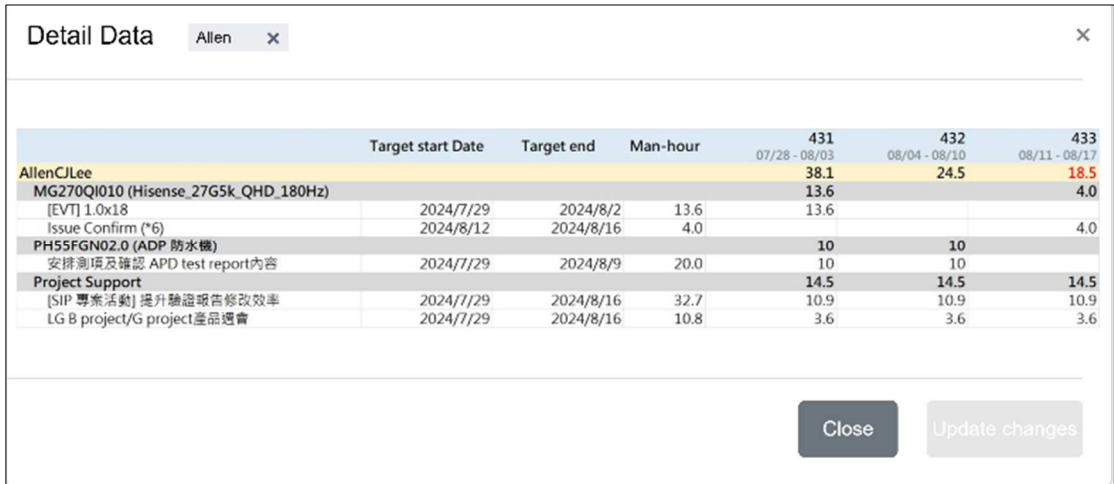 Detail Data Allen ×
×
Target start Date Target end Man-hour 431 432 433
07/28 - 08/03 08/04 - 08/10 08/11 - 08/17
AllenCJLee 38.1 24.5 18.5
MG270QI010 (Hisense_27G5k_QHD_180Hz) 13.6 4.0
[EVT] 1.0x18 2024/7/29 2024/8/2 13.6 13.6
Issue Confirm (*6) 2024/8/12 2024/8/16 4.0 4.0
PH55FGN02.0 (ADP 防水機) 10 10
安排測項及確認 APD test report內容 2024/7/29 2024/8/9 20.0 10 10
Project Support 14.5 14.5 14.5
[SIP 專案活動] 提升驗證報告修改效率 2024/7/29 2024/8/16 32.7 10.9 10.9 10.9
LG B project/G project產品週會 2024/7/29 2024/8/16 10.8 3.6 3.6 3.6
Close Update changes